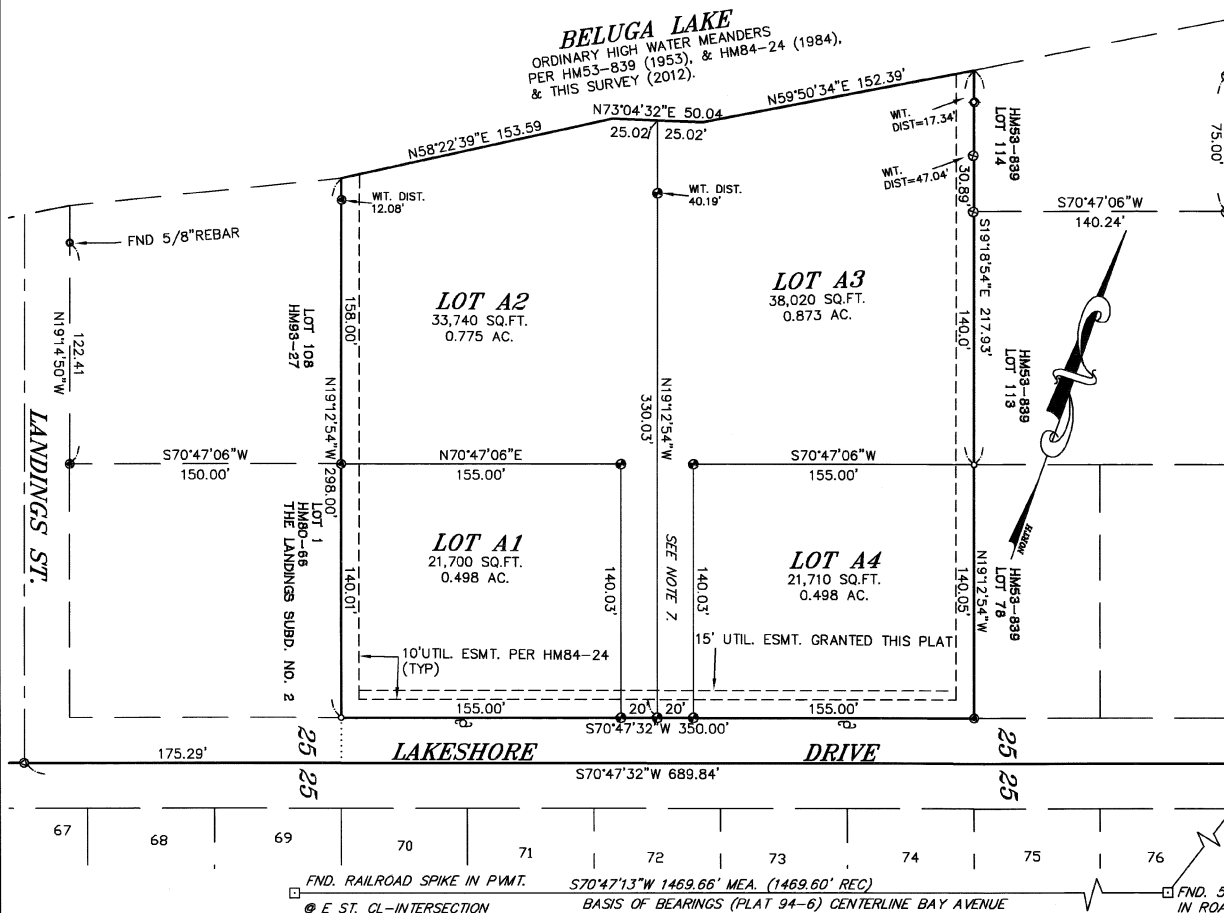 BELUGA LAKE
ORDINARY HIGH WATER MEANDERS
PER HM53-839 (1953), & HM84-24 (1984),
& THIS SURVEY (2012).
N73°04'32"E 50.04
25.02' 25.02'
N59°50'34"E 152.39'
N58°22'39"E 153.59
WIT.
DIST=17.34'
WIT.
DIST=47.04'
HM53-839
LOT 114
30.89'
75.00'
WIT. DIST.
12.08'
WIT. DIST.
40.19'
S70°47'06"W
140.24'
FND 5/8"REBAR
S19°18'54"E 217.93'
LOT A2
33,740 SQ.FT.
0.775 AC.
LOT A3
38,020 SQ.FT.
0.873 AC.
158.00'
140.0'
LOT 108
HM93-27
122.41
N19°14'50"W
HM53-839
LOT 113
N19°12'54"W 298.00'
330.03'
N19°12'54"W
LANDINGS ST.
S70°47'06"W
150.00'
N70°47'06"E
155.00'
S70°47'06"W
155.00'
LOT 1
HM80-66
THE LANDINGS SUBD. NO. 2
LOT A1
21,700 SQ.FT.
0.498 AC.
SEE NOTE 7.
LOT A4
21,710 SQ.FT.
0.498 AC.
NORTH
140.01'
140.03'
140.03'
140.05'
N19°12'54"W
HM53-839
LOT 78
10'UTIL. ESMT. PER HM84-24
(TYP)
15' UTIL. ESMT. GRANTED THIS PLAT
155.00' 20' 20' 155.00'
S70°47'32"W 350.00'
175.29'
25 25
LAKESHORE DRIVE
25 25
S70°47'32"W 689.84'
67 68 69 70 71 72 73 74 75 76
FND. RAILROAD SPIKE IN PVMT.
@ E ST. CL-INTERSECTION
S70°47'13"W 1469.66' MEA. (1469.60' REC)
BASIS OF BEARINGS (PLAT 94-6) CENTERLINE BAY AVENUE
FND. 5
IN ROA